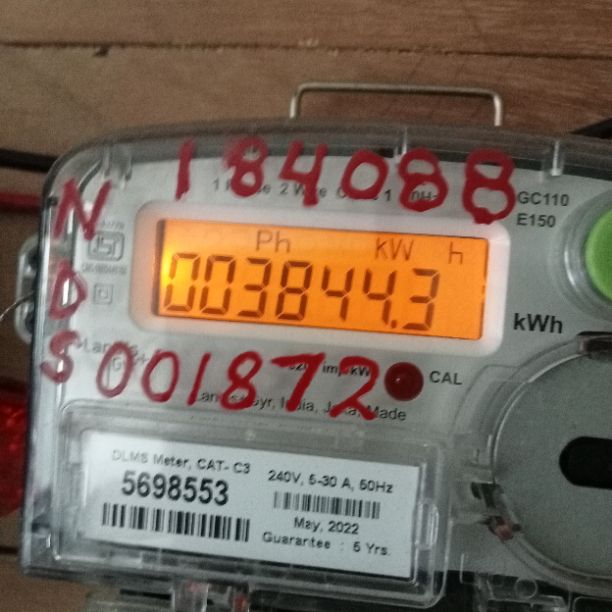 184088
GC110
E150
N
D
S
Ph kW h
003844.3
kWh
001872
CAL
DLMS Meter, CAT- C3
5698553
240V, 5-30 A, 50Hz
May, 2022
Guarantee : 5 Yrs.